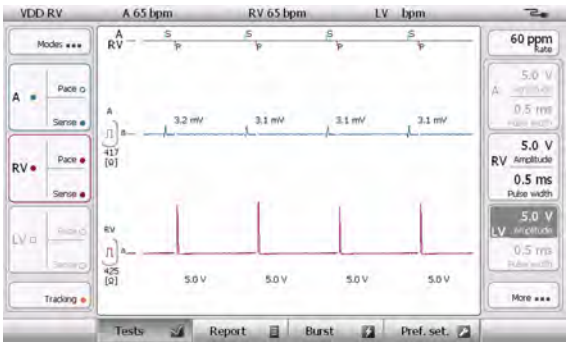 VDD RV A 65 bpm RV 65 bpm LV bpm
Modes
A Pace
Sense
RV Pace
Sense
LV Pace
Sensing
Tracking
A S S S S
RV P P P P
A
3.2 mV 3.1 mV 3.1 mV 3.1 mV
417
[Ω]
RV
425
[Ω]
5.0 V 5.0 V 5.0 V 5.0 V
60 ppm
Rate
5.0 V
A Amplitude
0.5 ms
Pulse width
5.0 V
RV Amplitude
0.5 ms
Pulse width
5.0 V
LV Amplitude
0.5 ms
Pulse width
More
Tests Report Burst Pref. set.